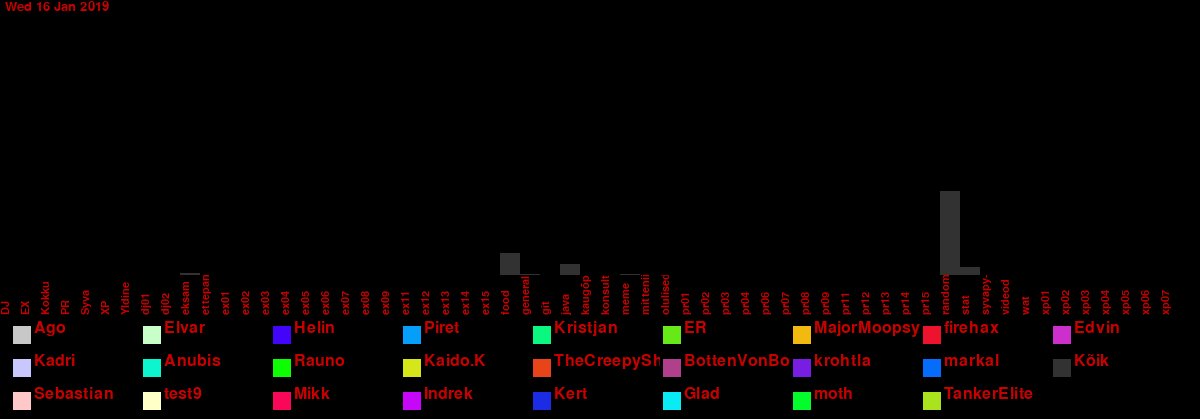 Wed 16 Jan 2019
DJ EX Kokku PR Syva XP Yldine dj01 dj02 eksam ettepan ex01 ex02 ex03 ex04 ex05 ex06 ex07 ex08 ex09 ex11 ex12 ex13 ex14 ex15 food general git java kaugõp konsult meme mittenii olulised pr01 pr02 pr03 pr04 pr06 pr07 pr08 pr09 pr11 pr12 pr13 pr14 pr15 random stat syvapy- videod wat xp01 xp02 xp03 xp04 xp05 xp06 xp07
Ago Elvar Helin Piret Kristjan ER MajorMoopsy firehax Edvin
Kadri Anubis Rauno Kaido.K TheCreepySh BottenVonBo krohtla markal Kõik
Sebastian test9 Mikk Indrek Kert Glad moth TankerElite